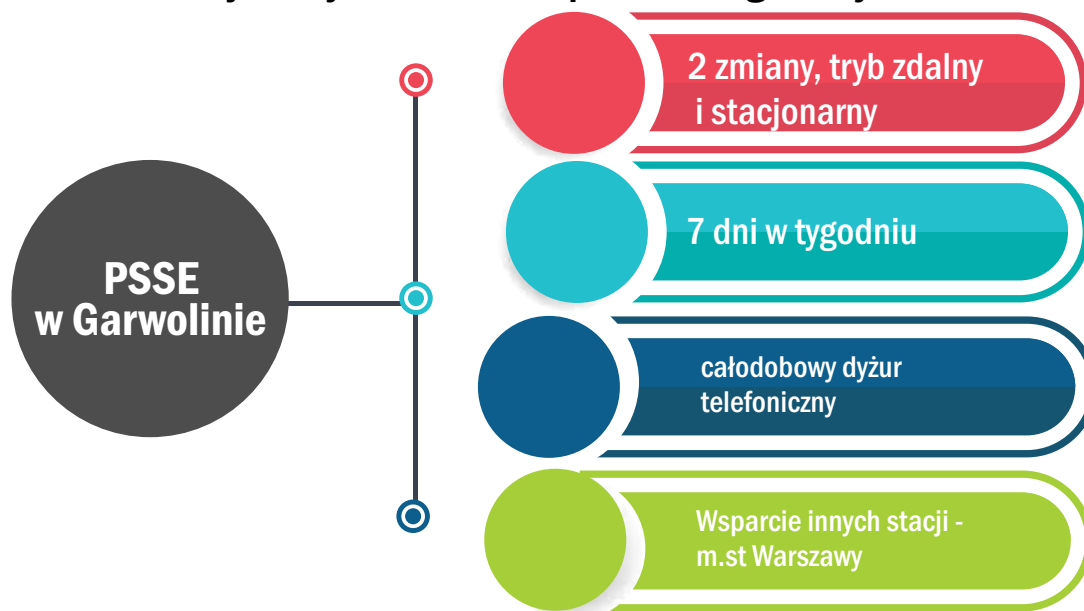 PSSE
w Garwolinie
2 zmiany, tryb zdalny
i stacjonarny
7 dni w tygodniu
całodobowy dyżur
telefoniczny
Wsparcie innych stacji -
m.st Warszawy